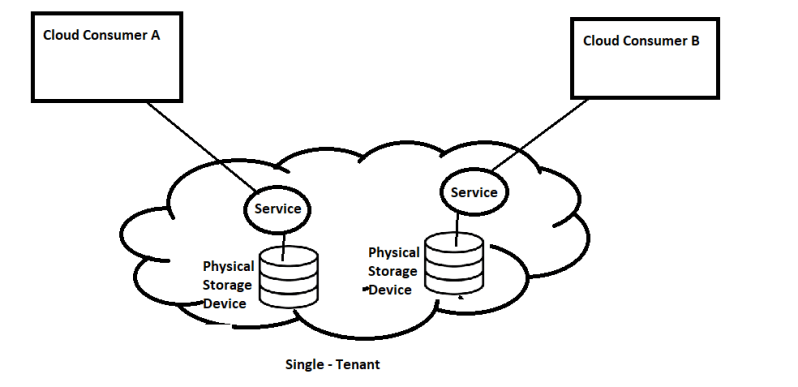 Cloud Consumer A
Cloud Consumer B
Service
Service
Physical
Storage
Device
Physical
Storage
Device
Single - Tenant